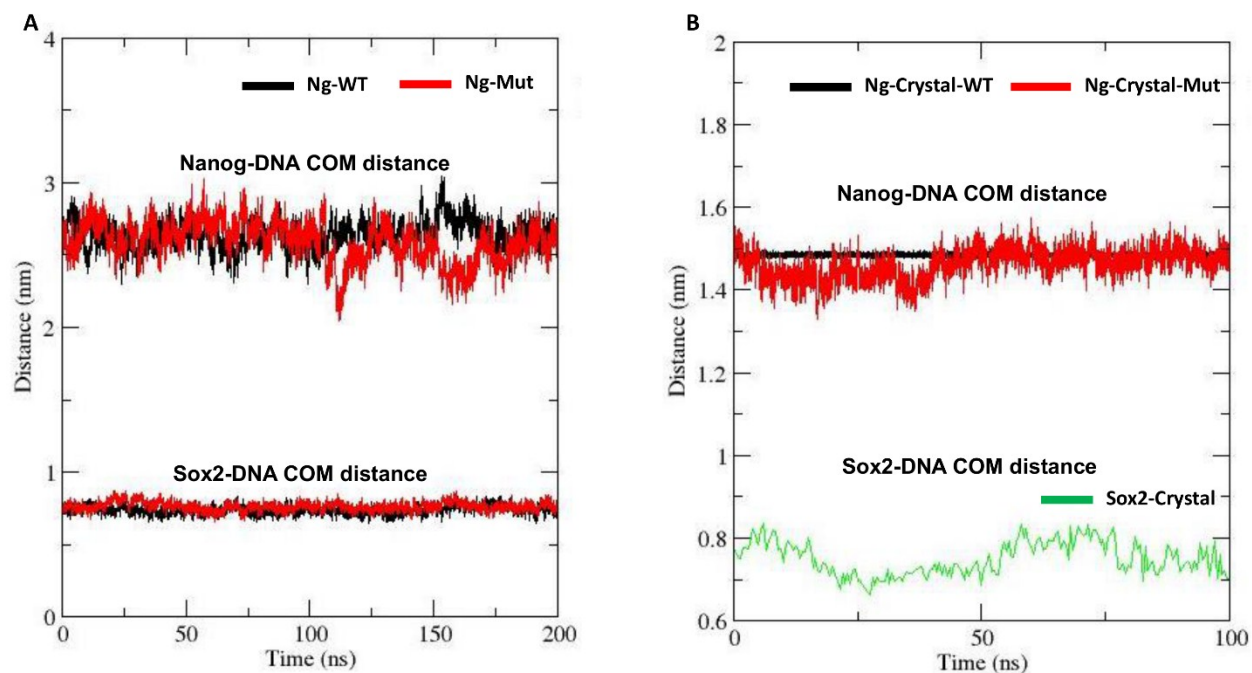 A
4
3
2
1
0
Distance (nm)
Ng-WT
Ng-Mut
Nanog-DNA COM distance
Sox2-DNA COM distance
0 50 100 150 200
Time (ns)
B
2
1.8
1.6
1.4
1.2
1
0.8
0.6
Distance (nm)
Ng-Crystal-WT
Ng-Crystal-Mut
Nanog-DNA COM distance
Sox2-DNA COM distance
Sox2-Crystal
0 50 100
Time (ns)